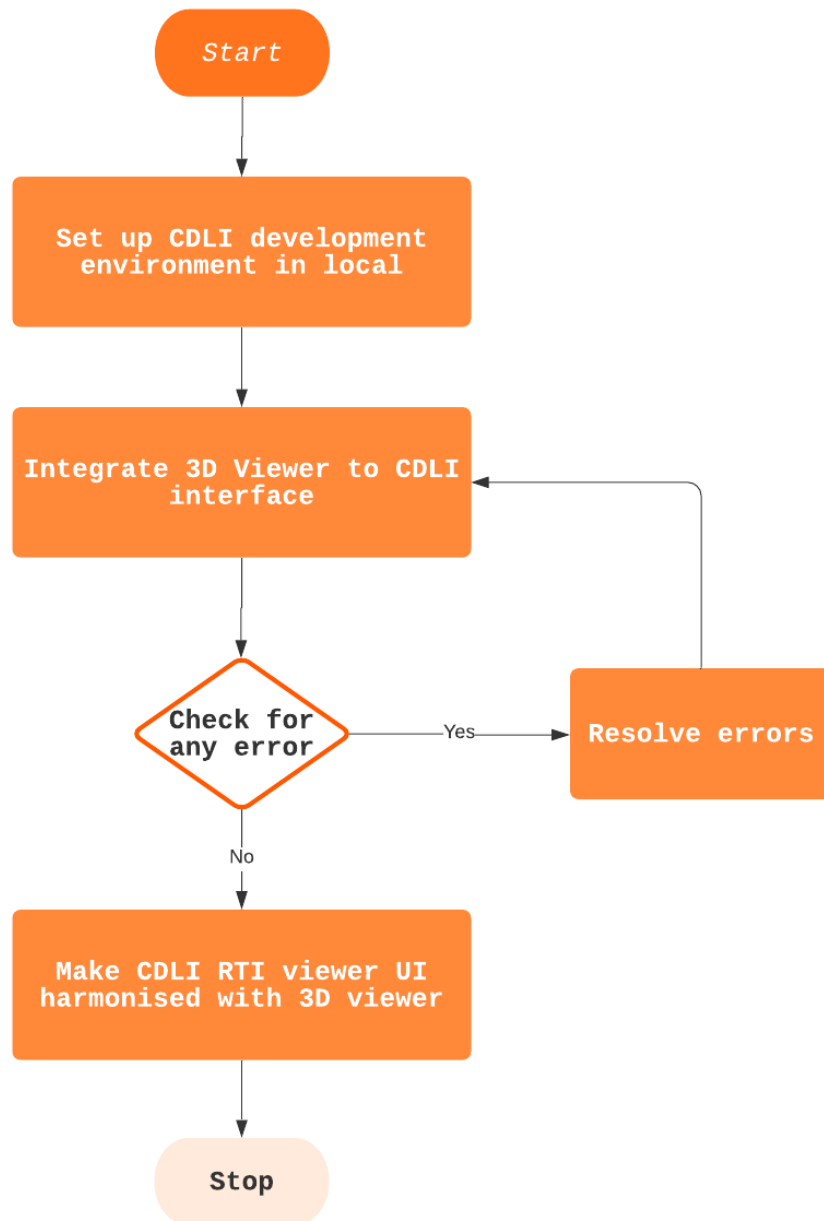 Start
Set up CDLI development
environment in local
Integrate 3D Viewer to CDLI
interface
Check for
any error
Yes
Resolve errors
No
Make CDLI RTI viewer UI
harmonised with 3D viewer
Stop